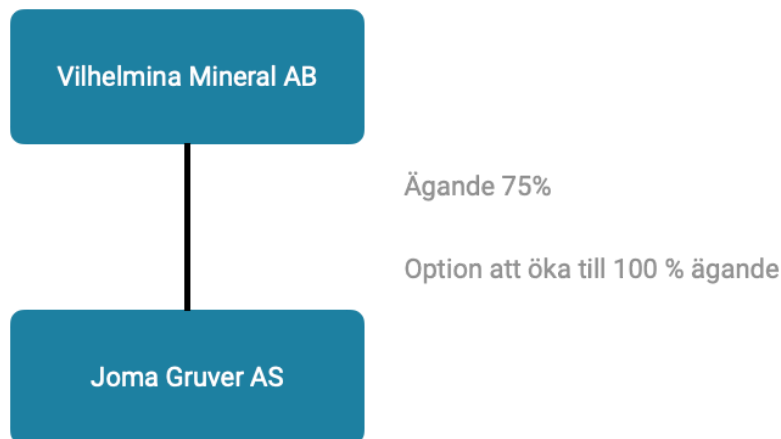 Vilhelmina Mineral AB
Ägande 75%
Option att öka till 100 % ägande
Joma Gruver AS